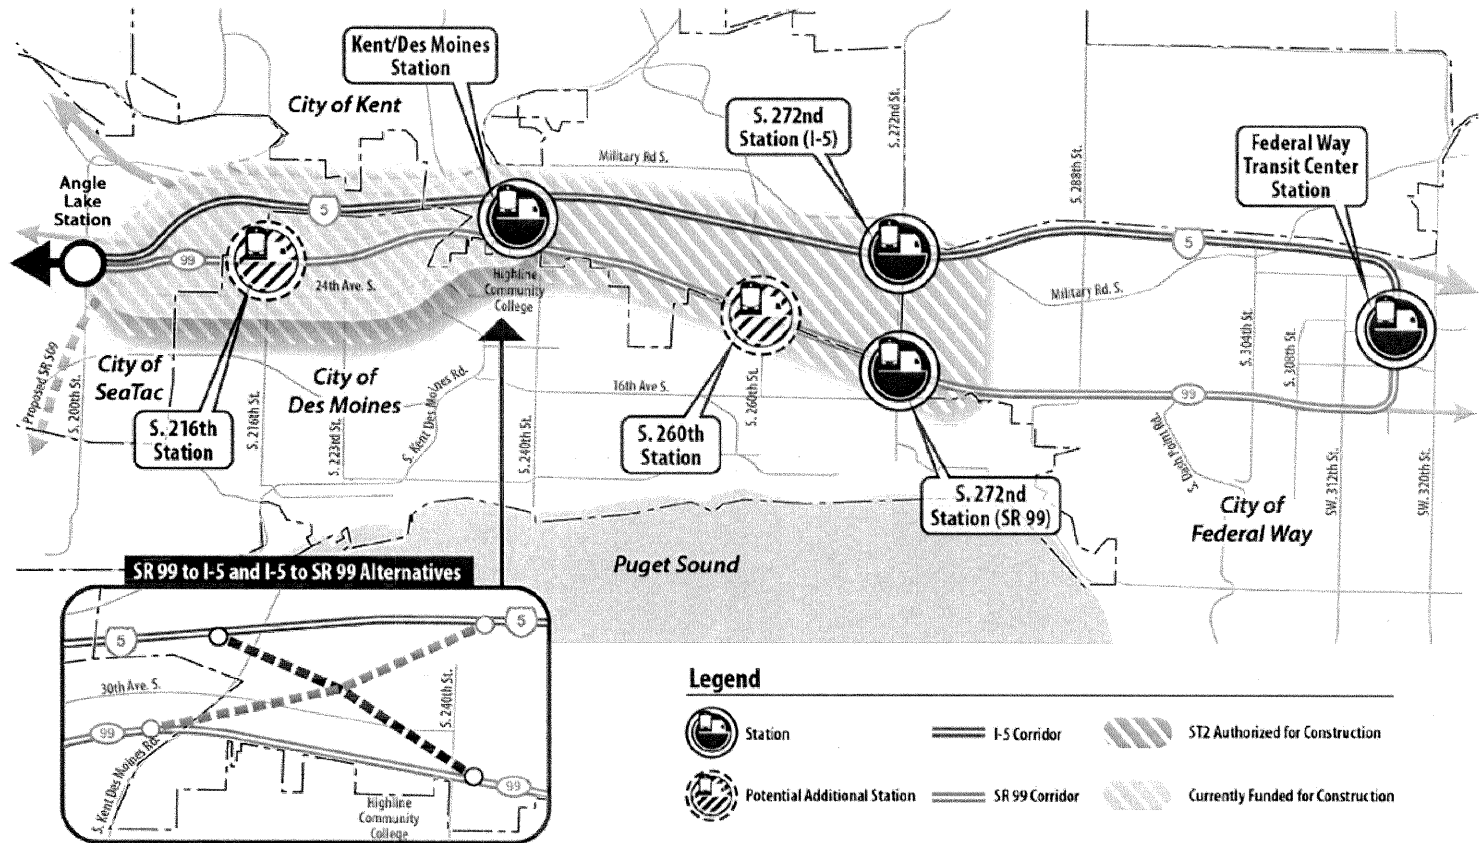 Kent/Des Moines
Station
City of Kent
S. 272nd
Station (I-5)
S. 272nd St.
Military Rd S.
S. 288th St.
Federal Way
Transit Center
Station
Angle
Lake
Station
5
99
24th Ave. S.
Highline
Community
College
5
Military Rd. S.
S. 304th St.
S. 308th St.
Proposed SR 509
S. 200th St.
City of
SeaTac
City of
Des Moines
S. 216th
Station
S. 216th St.
S. 223rd St.
S. Kent Des Moines Rd.
S. 240th St.
16th Ave S.
S. 260th St.
S. 260th
Station
99
S. Dash Point Rd.
S. 272nd
Station (SR 99)
City of
Federal Way
SW. 312th St.
SW. 320th St.
Puget Sound
SR 99 to I-5 and I-5 to SR 99 Alternatives
5
5
30th Ave. S.
S. 240th St.
99
99
S. Kent Des Moines Rd.
Highline
Community
College
Legend
Station
I-5 Corridor
ST2 Authorized for Construction
Potential Additional Station
SR 99 Corridor
Currently Funded for Construction